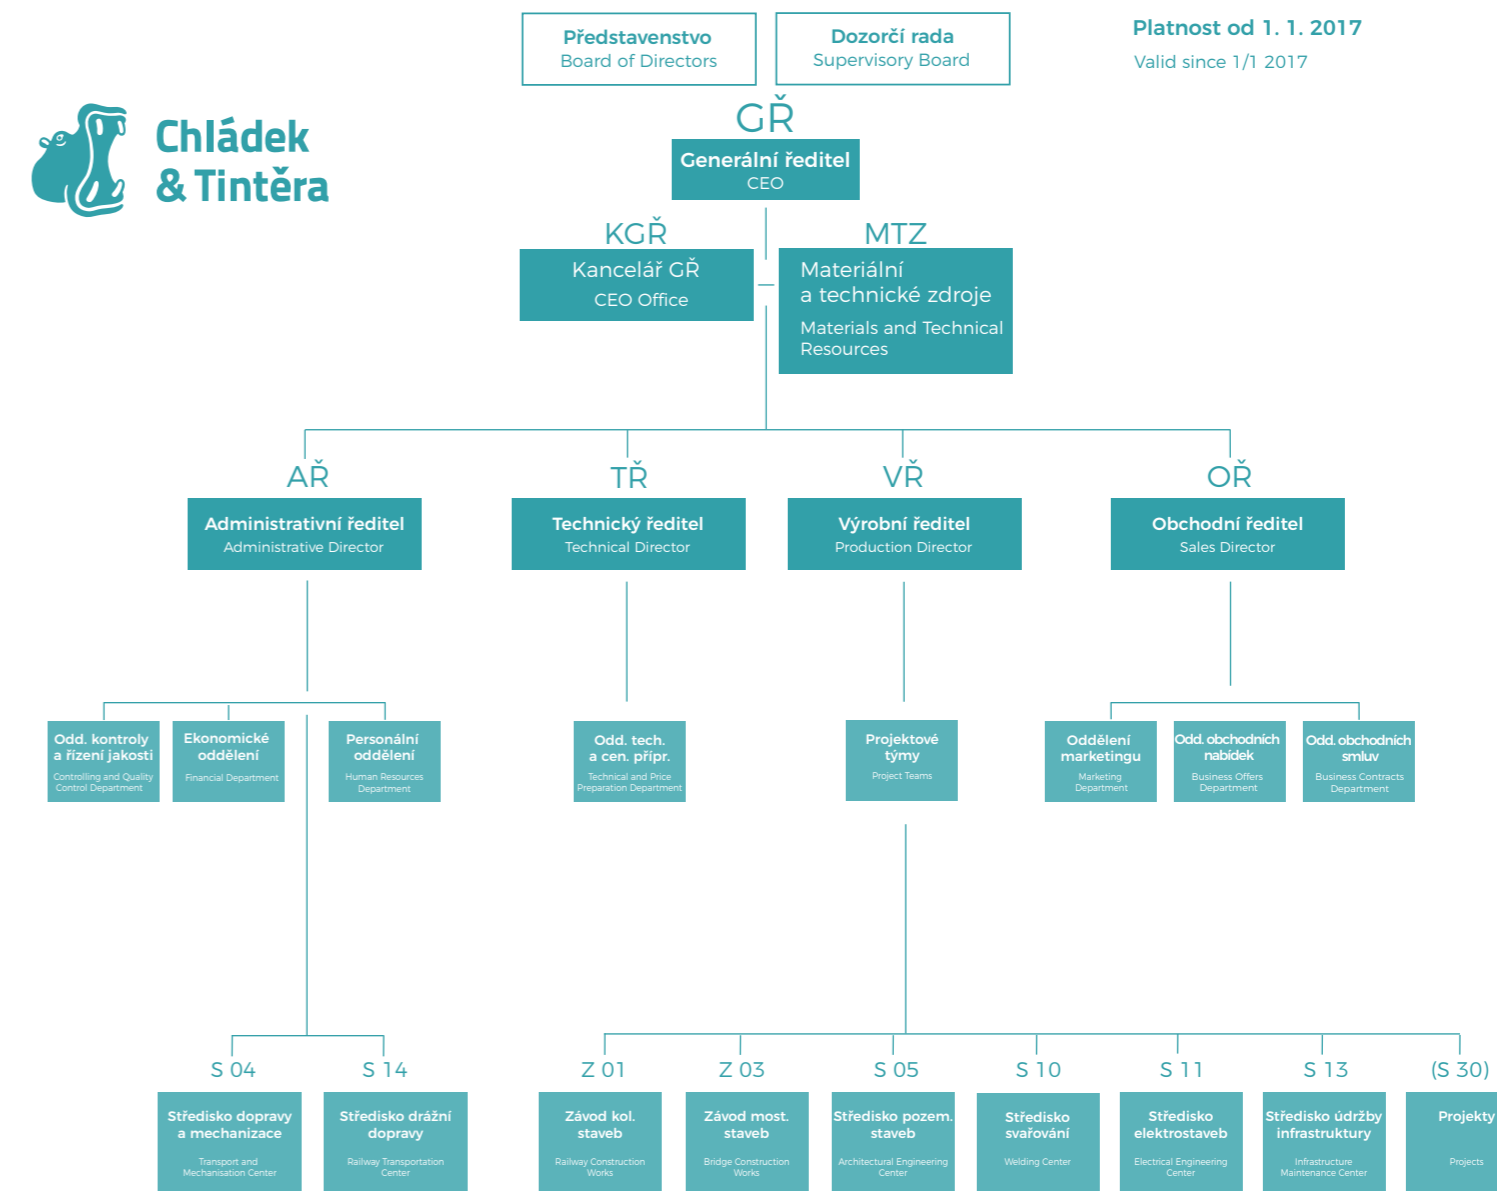 Představenstvo
Board of Directors
Dozorčí rada
Supervisory Board
Platnost od 1. 1. 2017
Valid since 1/1 2017
Chládek
& Tintěra
GŘ
Generální ředitel
CEO
KGŘ
Kancelář GŘ
CEO Office
MTZ
Materiální
a technické zdroje
Materials and Technical
Resources
AŘ
Administrativní ředitel
Administrative Director
TŘ
Technický ředitel
Technical Director
VŘ
Výrobní ředitel
Production Director
OŘ
Obchodní ředitel
Sales Director
Odd. kontroly
a řízení jakosti
Controlling and Quality
Control Department
Ekonomické
oddělení
Financial Department
Personální
oddělení
Human Resources
Department
Odd. tech.
a cen. přípr.
Technical and Price
Preparation Department
Projektové
týmy
Project Teams
Oddělení
marketingu
Marketing
Department
Odd. obchodních
nabídek
Business Offers
Department
Odd. obchodních
smluv
Business Contracts
Department
S 04
Středisko dopravy
a mechanizace
Transport and
Mechanisation Center
S 14
Středisko drážní
dopravy
Railway Transportation
Center
Z 01
Závod kol.
staveb
Railway Construction
Works
Z 03
Závod most.
staveb
Bridge Construction
Works
S 05
Středisko pozem.
staveb
Architectural Engineering
Center
S 10
Středisko
svařování
Welding Center
S 11
Středisko
elektrostaveb
Electrical Engineering
Center
S 13
Středisko údržby
infrastruktury
Infrastructure
Maintenance Center
(S 30)
Projekty
Projects